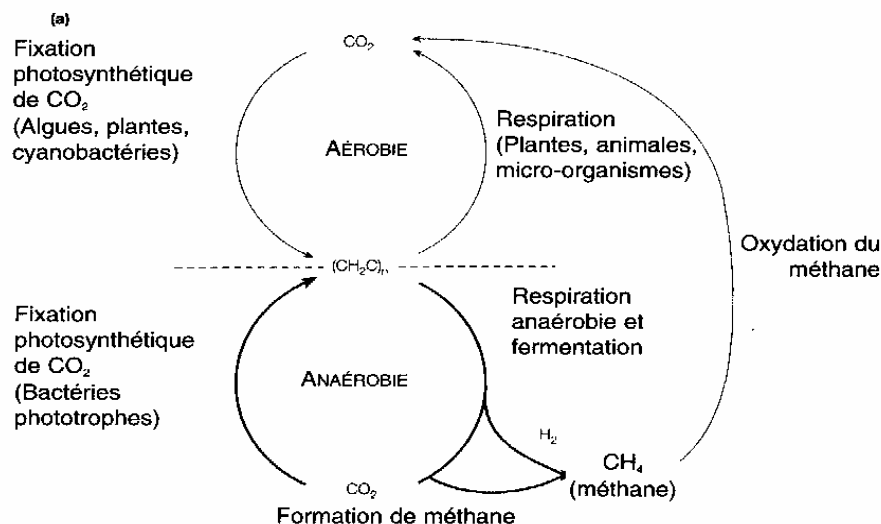 (a)
Fixation
photosynthétique
de CO₂
(Algues, plantes,
cyanobactéries)
CO₂
AÉROBIE
Respiration
(Plantes, animales,
micro-organismes)
Oxydation du
méthane
(CH₂C)n
Fixation
photosynthétique
de CO₂
(Bactéries
phototrophes)
ANAÉROBIE
Respiration
anaérobie et
fermentation
H₂
CH₄
(méthane)
CO₂
Formation de méthane